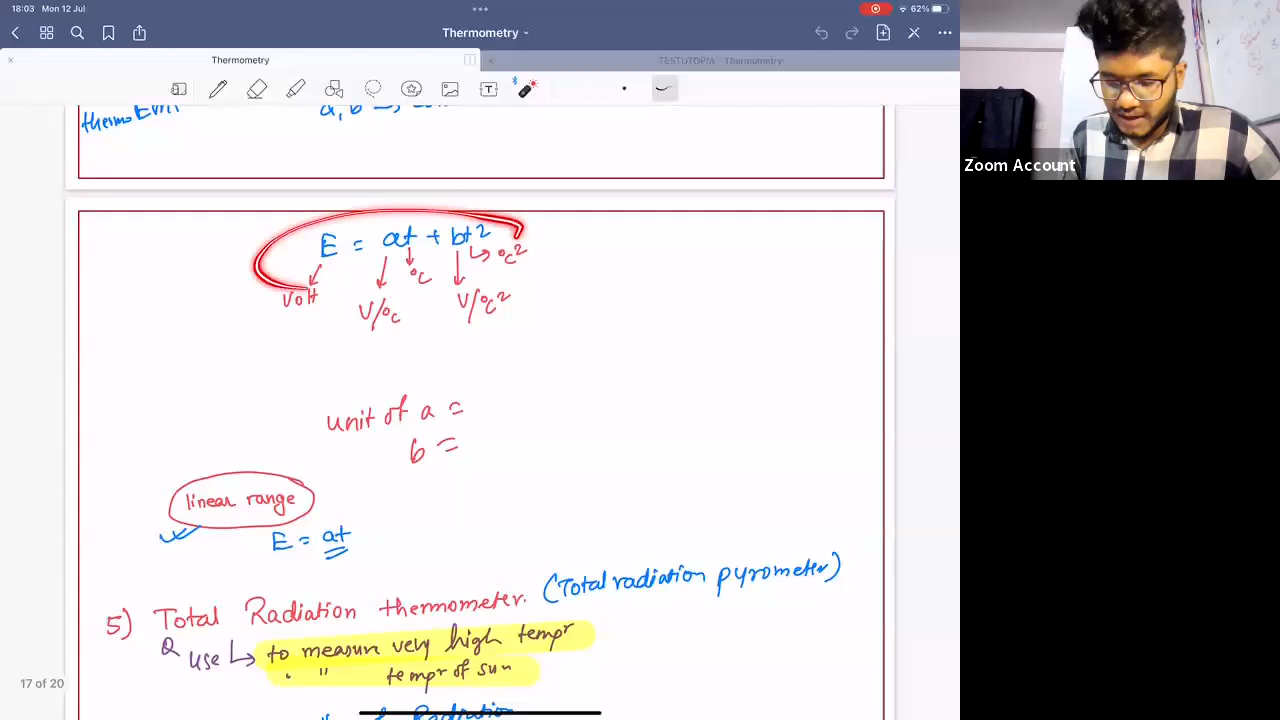 18:03 Mon 12 Jul
62%
Thermometry
Thermometry
TESTUTOPIA - Thermometry
Zoom Account
a, b →
E = at + bt²
Volt
°C
°C²
V/°C
V/°C²
unit of a =
b =
linear range
E = at
5) Total Radiation thermometer. (Total radiation pyrometer)
Q use ↳ to measure very high tempr
" " tempr of sun
17 of 20
Radiation